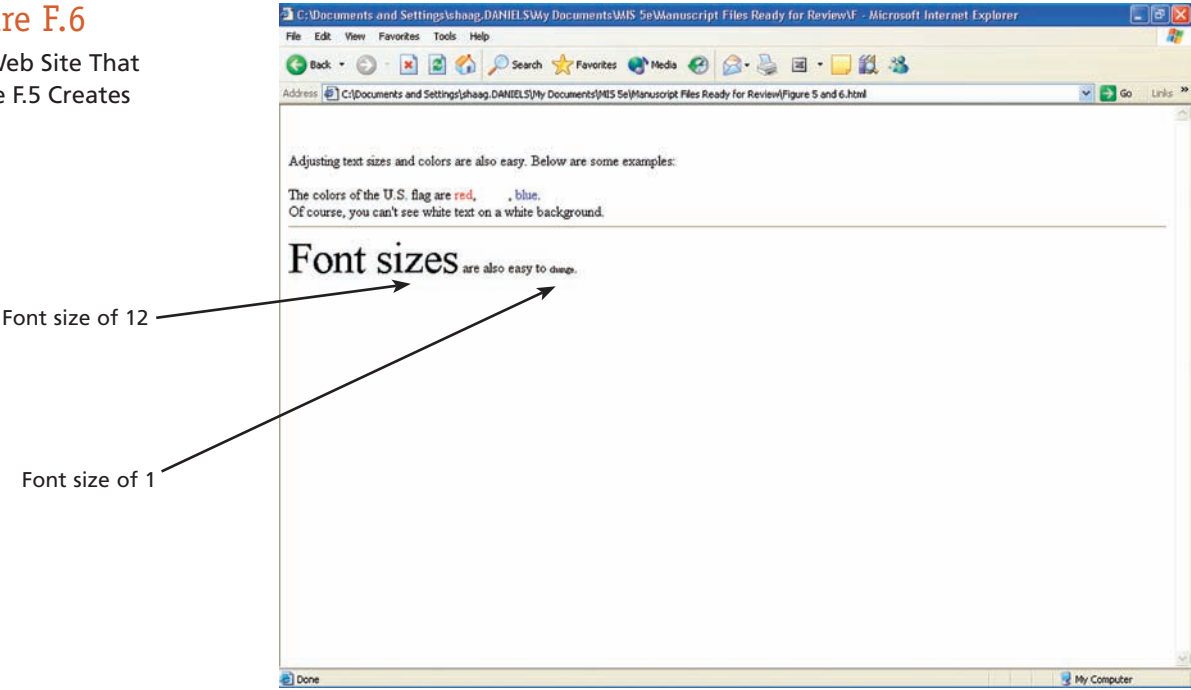 re F.6
Web Site That
e F.5 Creates
C:\Documents and Settings\shaag.DANIELS\My Documents\MIS 5e\Manuscript Files Ready for Review\F - Microsoft Internet Explorer
File Edit View Favorites Tools Help
Back Search Favorites Media
Address C:\Documents and Settings\shaag.DANIELS\My Documents\MIS 5e\Manuscript Files Ready for Review\Figure 5 and 6.html Go Links »
Adjusting text sizes and colors are also easy. Below are some examples:
The colors of the U.S. flag are red, , blue.
Of course, you can't see white text on a white background.
Font sizes are also easy to change.
Font size of 12
Font size of 1
Done My Computer